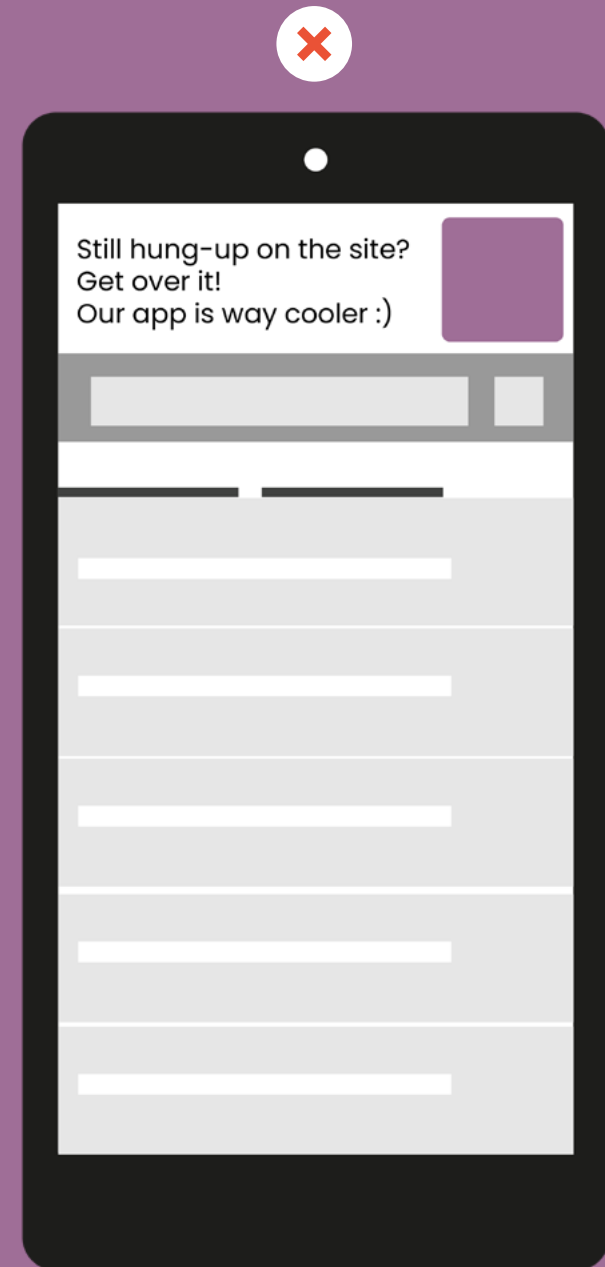 Still hung-up on the site?
Get over it!
Our app is way cooler :)